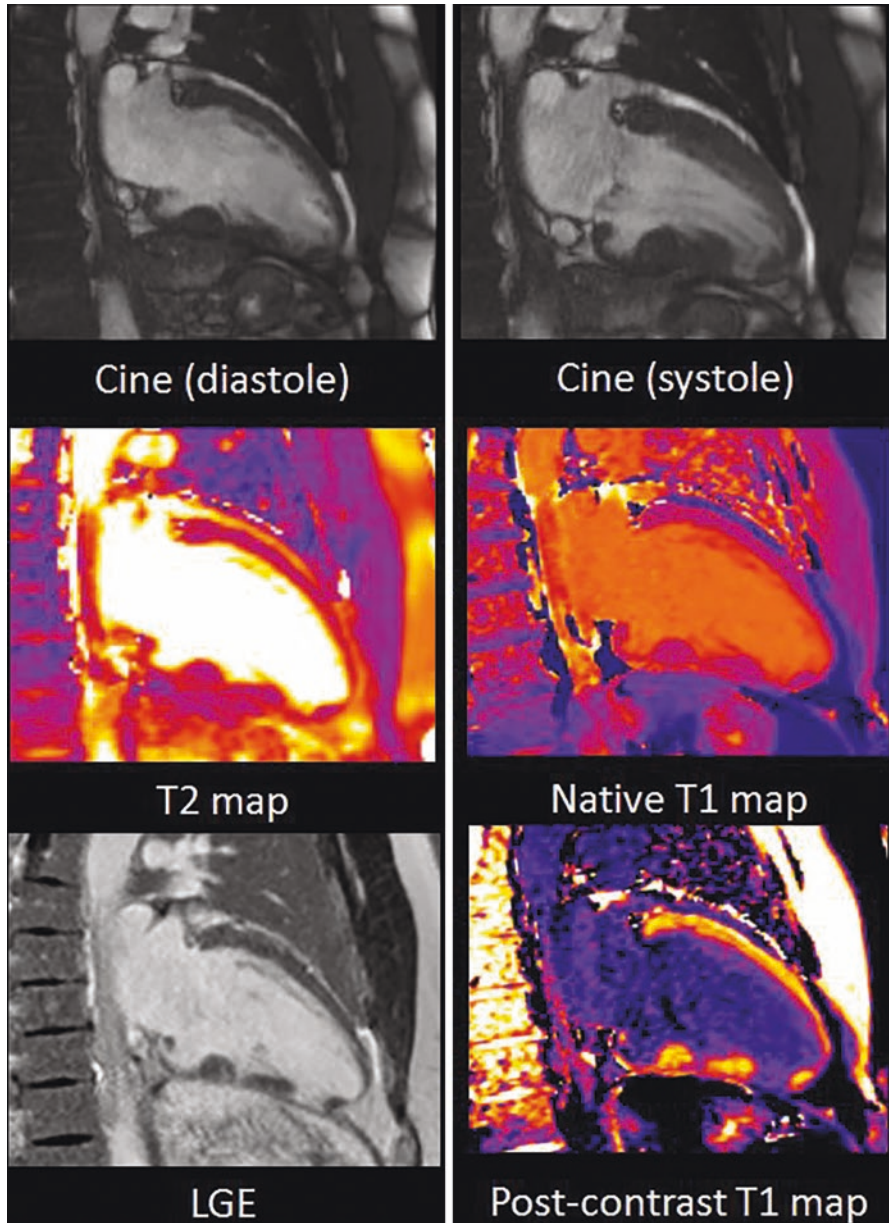 Cine (diastole)
Cine (systole)
T2 map
Native T1 map
LGE
Post-contrast T1 map